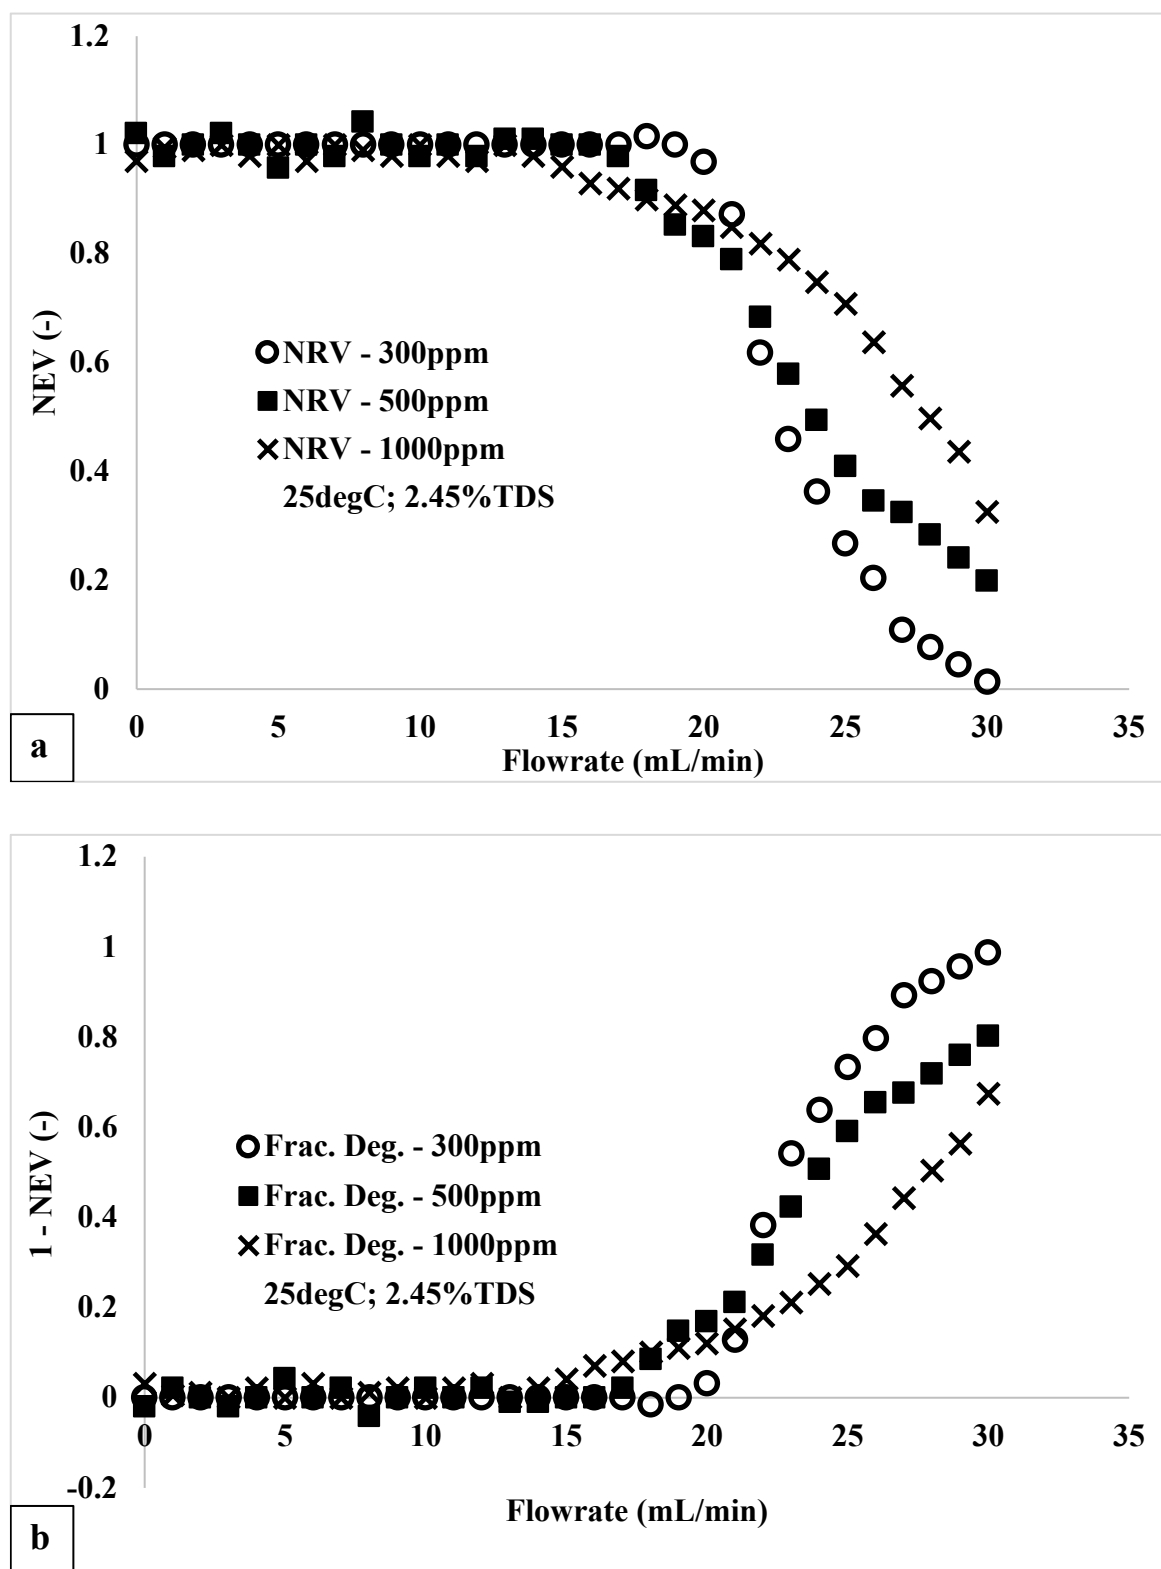 1.2
1
0.8
0.6
0.4
0.2
0
NEV (-)
NRV - 300ppm
NRV - 500ppm
NRV - 1000ppm
25degC; 2.45%TDS
0 5 10 15 20 25 30 35
Flowrate (mL/min)
a
1.2
1
0.8
0.6
0.4
0.2
0
-0.2
1 - NEV (-)
Frac. Deg. - 300ppm
Frac. Deg. - 500ppm
Frac. Deg. - 1000ppm
25degC; 2.45%TDS
0 5 10 15 20 25 30 35
Flowrate (mL/min)
b